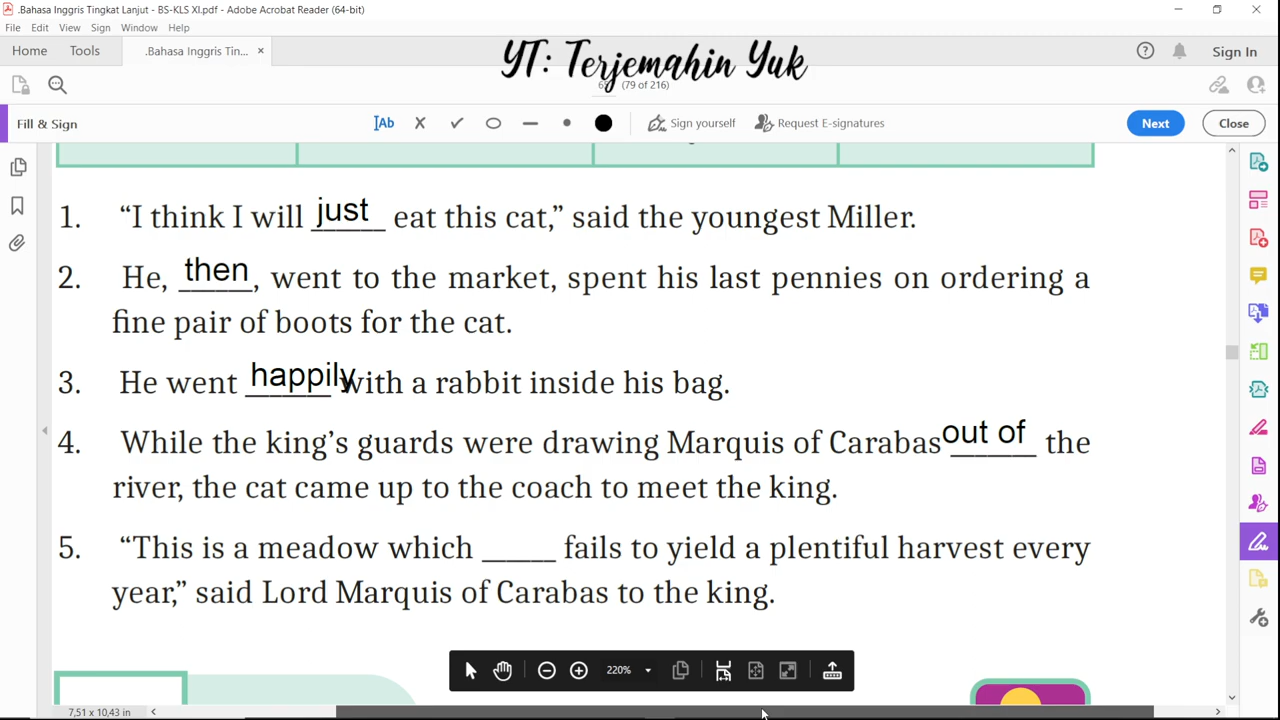 .Bahasa Inggris Tingkat Lanjut - BS-KLS XI.pdf - Adobe Acrobat Reader (64-bit)
File Edit View Sign Window Help
Home Tools .Bahasa Inggris Tin... × Sign In
YT: Terjemahin Yuk
(79 of 216)
Fill & Sign Ab Sign yourself Request E-signatures Next Close
1. “I think I will just eat this cat,” said the youngest Miller.
2. He, then, went to the market, spent his last pennies on ordering a
fine pair of boots for the cat.
3. He went happily with a rabbit inside his bag.
4. While the king’s guards were drawing Marquis of Carabas out of the
river, the cat came up to the coach to meet the king.
5. “This is a meadow which ______ fails to yield a plentiful harvest every
year,” said Lord Marquis of Carabas to the king.
220%
7,51 x 10,43 in